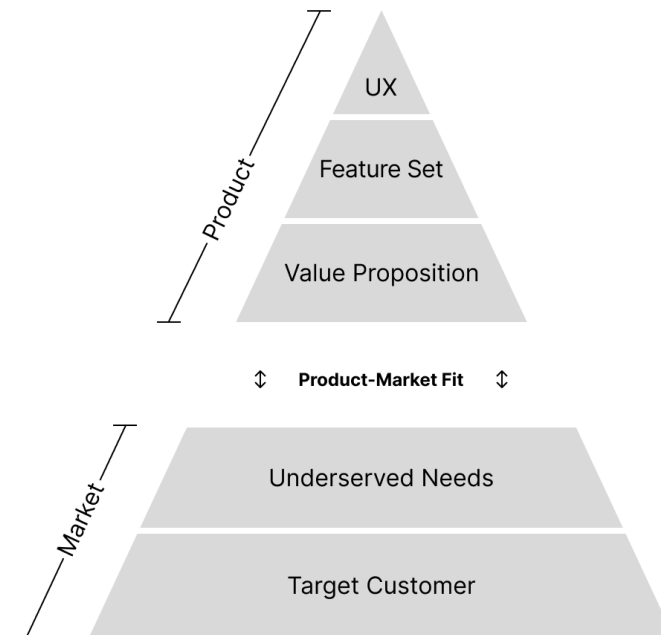 UX
Feature Set
Product
Value Proposition
Product-Market Fit
Underserved Needs
Market
Target Customer